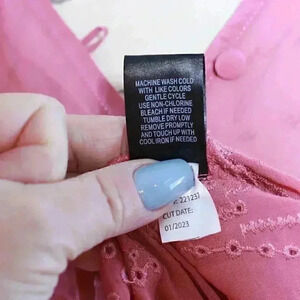 MACHINE WASH COLD
WITH LIKE COLORS
GENTLE CYCLE
USE NON-CHLORINE
BLEACH IF NEEDED
TUMBLE DRY LOW
REMOVE PROMPTLY
AND TOUCH UP WITH
COOL IRON IF NEEDED
: 221231
CUT DATE:
01/2023